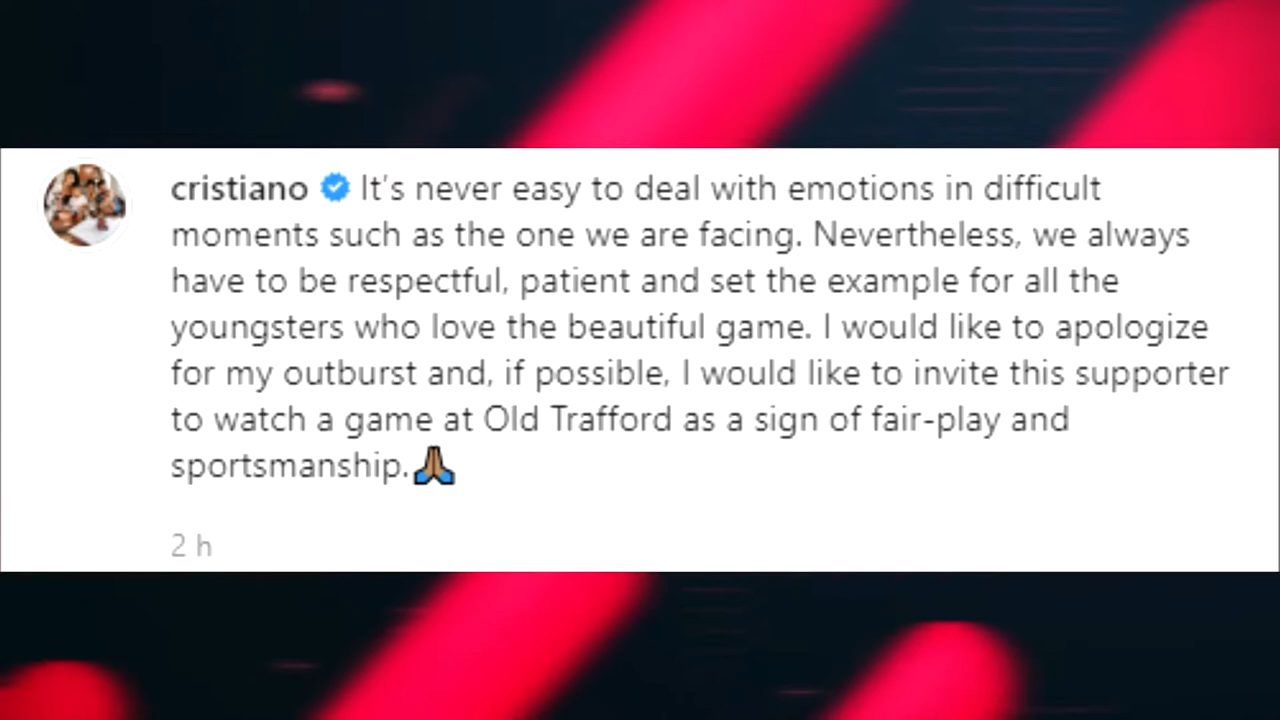 cristiano It's never easy to deal with emotions in difficult
moments such as the one we are facing. Nevertheless, we always
have to be respectful, patient and set the example for all the
youngsters who love the beautiful game. I would like to apologize
for my outburst and, if possible, I would like to invite this supporter
to watch a game at Old Trafford as a sign of fair-play and
sportsmanship.🙏🏽
2 h